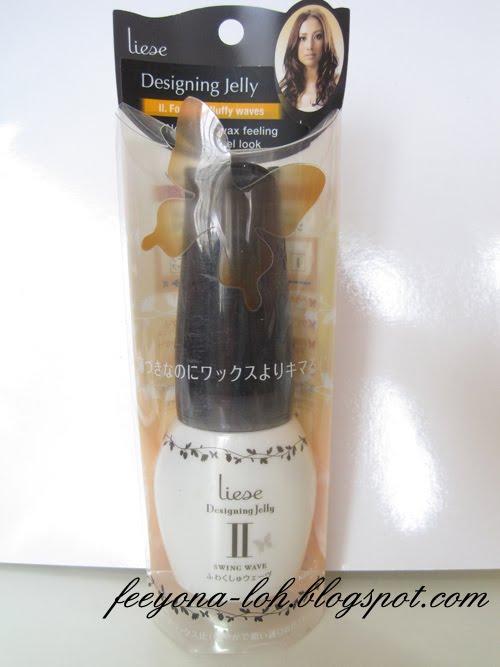 liese
Designing Jelly
II. Fo fluffy waves
wax feeling
el look
づきなのにワックスよりキマ
liese
Designing Jelly
II
SWING WAVE
ふわくしゅウェーブ
feeyona-loh.blogspot.com